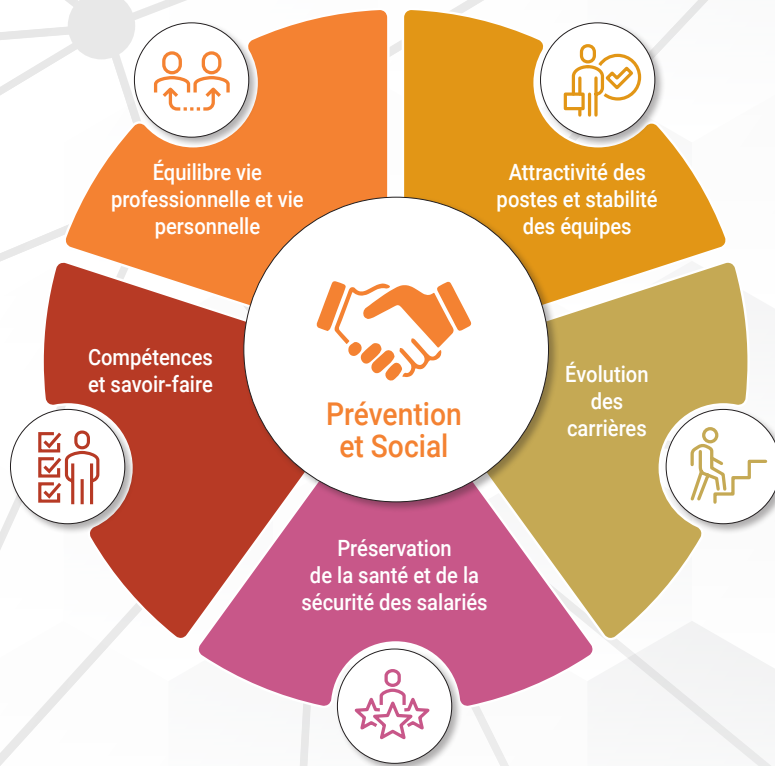 Équilibre vie
professionnelle et vie
personnelle
Attractivité des
postes et stabilité
des équipes
Compétences
et savoir-faire
Prévention
et Social
Évolution
des
carrières
Préservation
de la santé et de la
sécurité des salariés